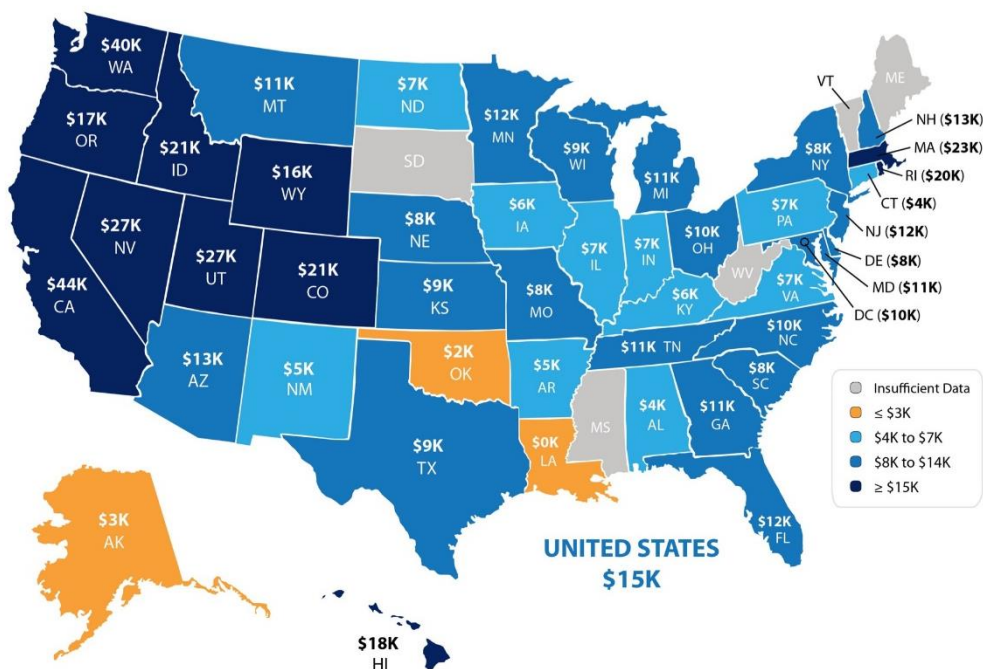 $40K
WA
$17K
OR
$21K
ID
$11K
MT
$7K
ND
SD
$16K
WY
$12K
MN
$9K
WI
$11K
MI
$8K
NY
VT
ME
NH ($13K)
MA ($23K)
RI ($20K)
CT ($4K)
NJ ($12K)
DE ($8K)
MD ($11K)
DC ($10K)
$7K
PA
$44K
CA
$27K
NV
$27K
UT
$21K
CO
$8K
NE
$6K
IA
$7K
IL
$7K
IN
$10K
OH
WV
$7K
VA
$9K
KS
$8K
MO
$6K
KY
$10K
NC
$11K TN
$8K
SC
$13K
AZ
$5K
NM
$2K
OK
$5K
AR
MS
$4K
AL
$11K
GA
$9K
TX
$0K
LA
$12K
FL
$3K
AK
$18K
HI
UNITED STATES
$15K
Insufficient Data
≤ $3K
$4K to $7K
$8K to $14K
≥ $15K